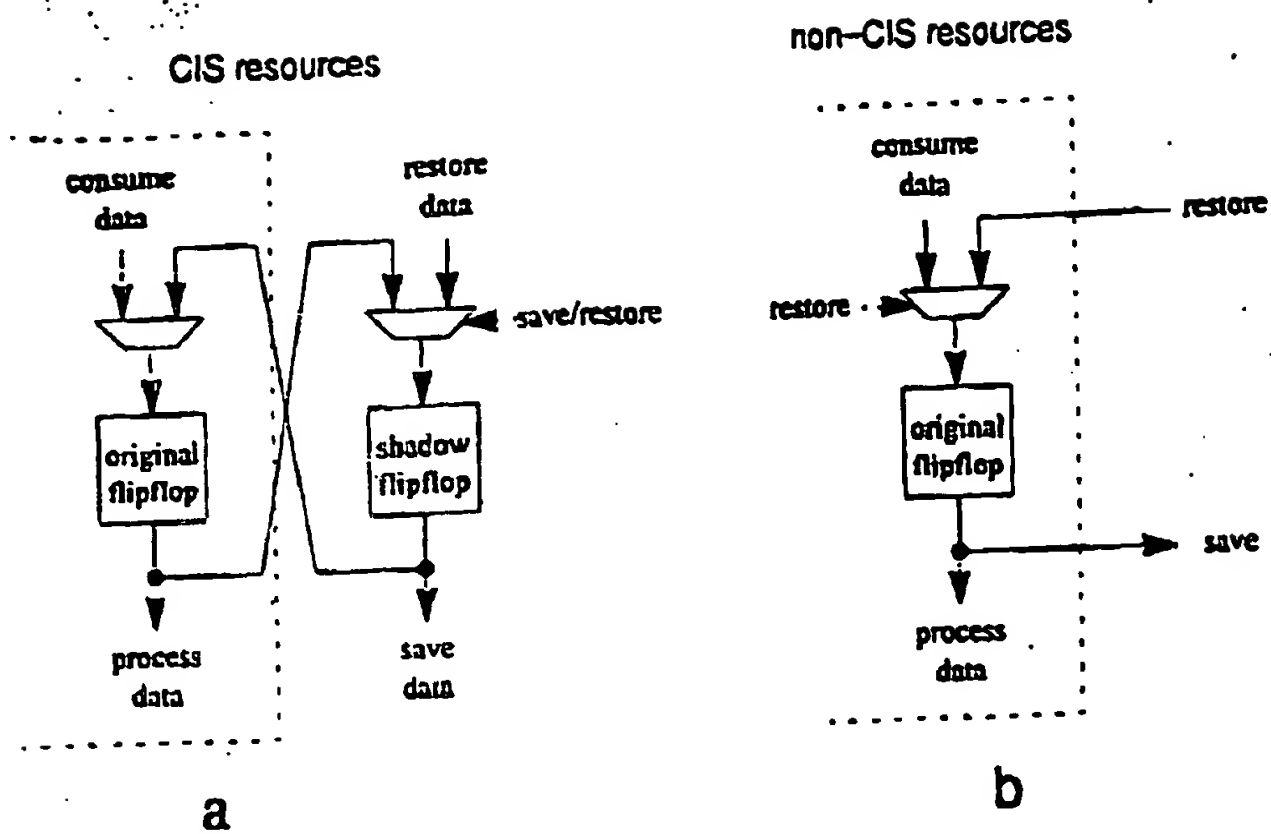 CIS resources
consume
data
restore
data
save/restore
original
flipflop
shadow
flipflop
process
data
save
data
a
non-CIS resources
consume
data
restore
restore
original
flipflop
save
process
data
b